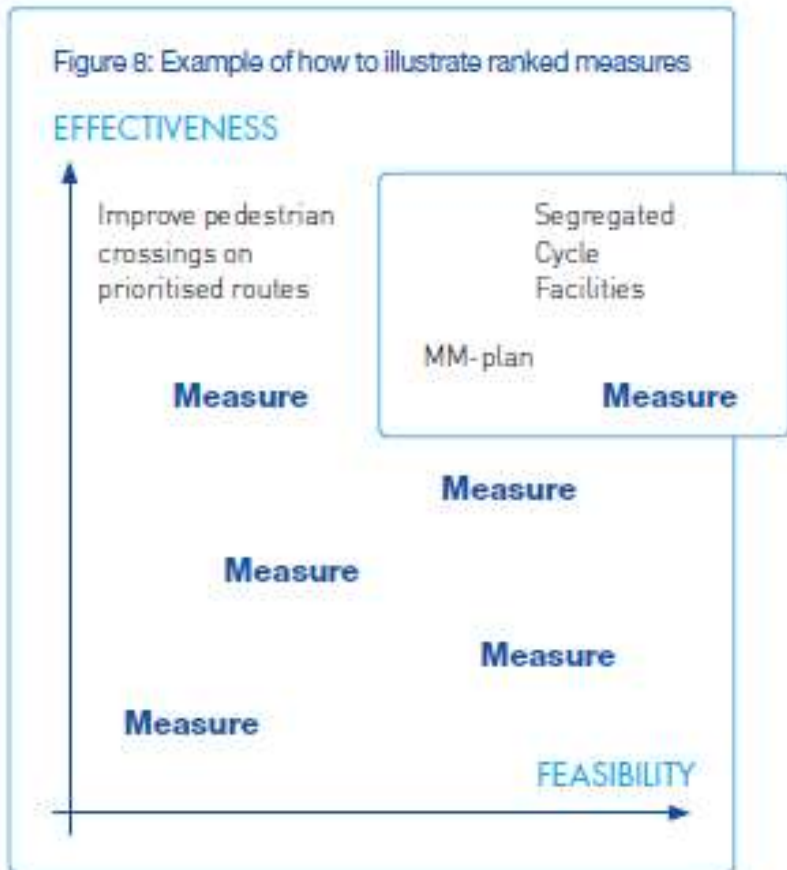 Figure 8: Example of how to illustrate ranked measures
EFFECTIVENESS
Improve pedestrian
crossings on
prioritised routes
Segregated
Cycle
Facilities
MM-plan
Measure
Measure
Measure
Measure
Measure
Measure
FEASIBILITY